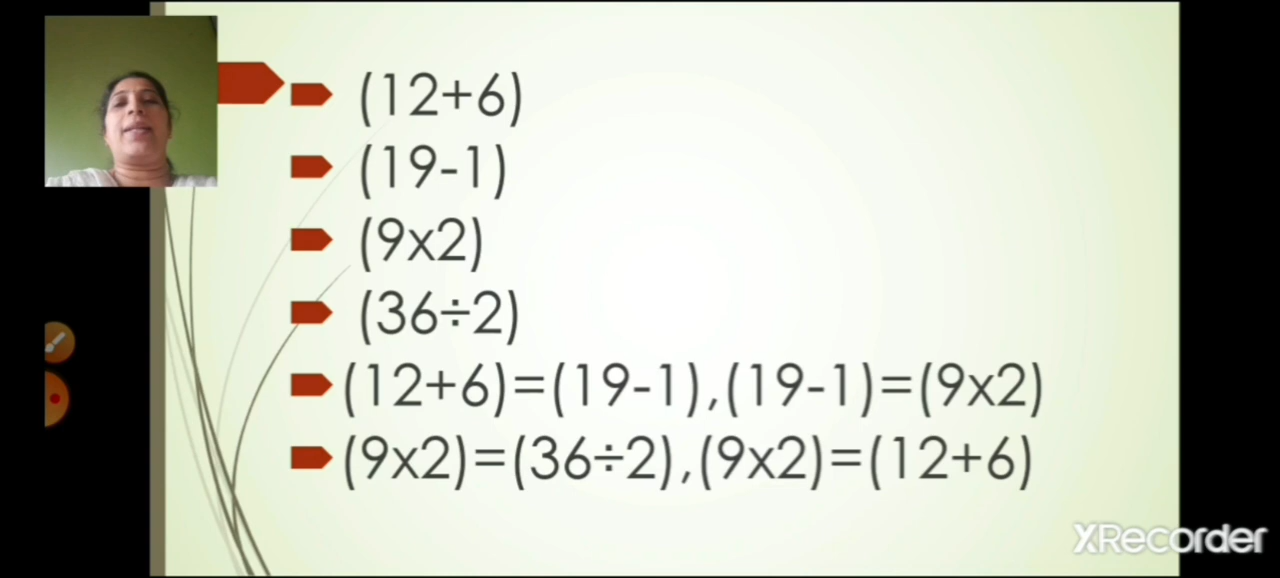 (12+6)
(19-1)
(9x2)
(36÷2)
(12+6)=(19-1),(19-1)=(9x2)
(9x2)=(36÷2),(9x2)=(12+6)
XRecorder